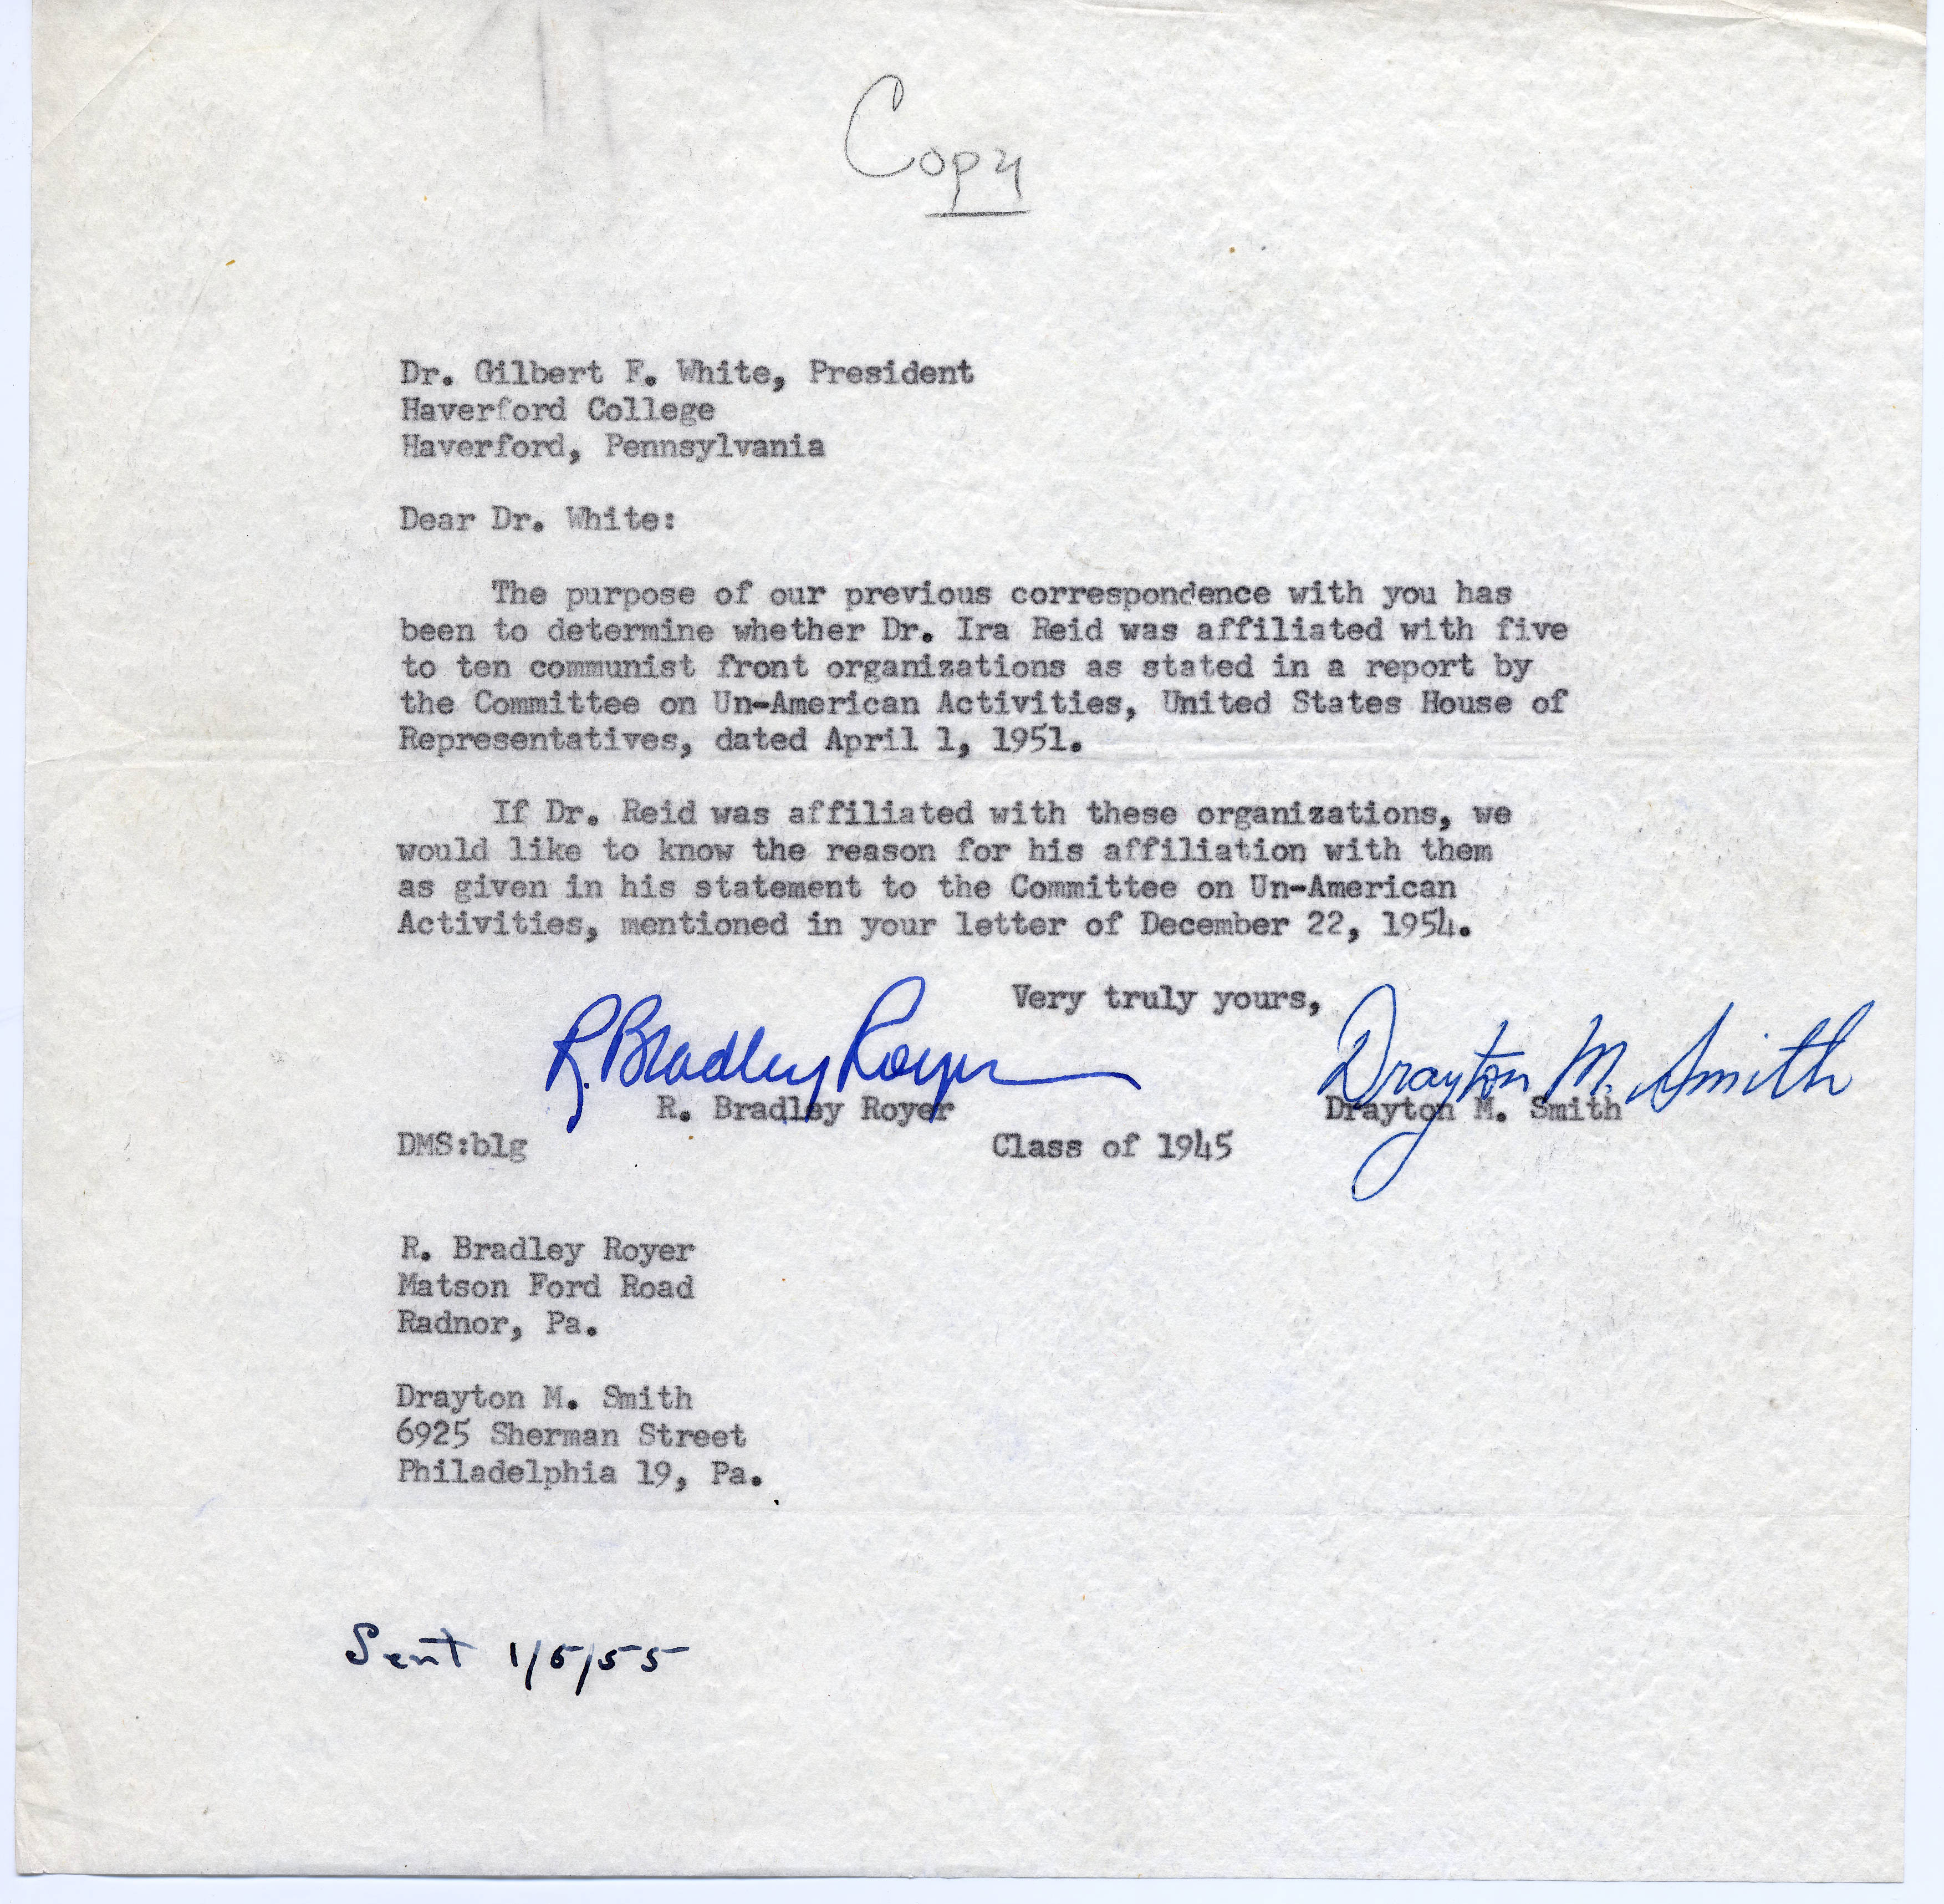 Copy
Dr. Gilbert F. White, President
Haverford College
Haverford, Pennsylvania
Dear Dr. White:
The purpose of our previous correspondence with you has
been to determine whether Dr. Ira Reid was affiliated with five
to ten communist front organizations as stated in a report by
the Committee on Un-American Activities, United States House of
Representatives, dated April 1, 1951.
If Dr. Reid was affiliated with these organizations, we
would like to know the reason for his affiliation with them
as given in his statement to the Committee on Un-American
Activities, mentioned in your letter of December 22, 1954.
Very truly yours,
R. Bradley Royer Drayton M. Smith
R. Bradley Royer Drayton M. Smith
DMS:blg Class of 1945
R. Bradley Royer
Matson Ford Road
Radnor, Pa.
Drayton M. Smith
6925 Sherman Street
Philadelphia 19, Pa.
Sent 1/5/55